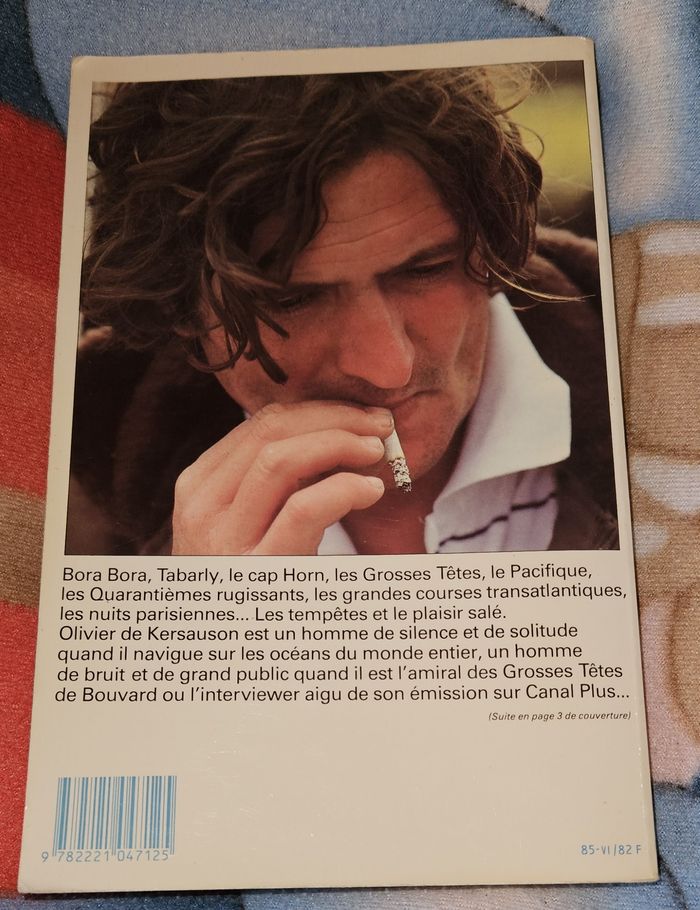 Bora Bora, Tabarly, le cap Horn, les Grosses Têtes, le Pacifique,
les Quarantièmes rugissants, les grandes courses transatlantiques,
les nuits parisiennes... Les tempêtes et le plaisir salé.
Olivier de Kersauson est un homme de silence et de solitude
quand il navigue sur les océans du monde entier, un homme
de bruit et de grand public quand il est l'amiral des Grosses Têtes
de Bouvard ou l'interviewer aigu de son émission sur Canal Plus...
(Suite en page 3 de couverture)
9 782221 047125
85-VI/82 F